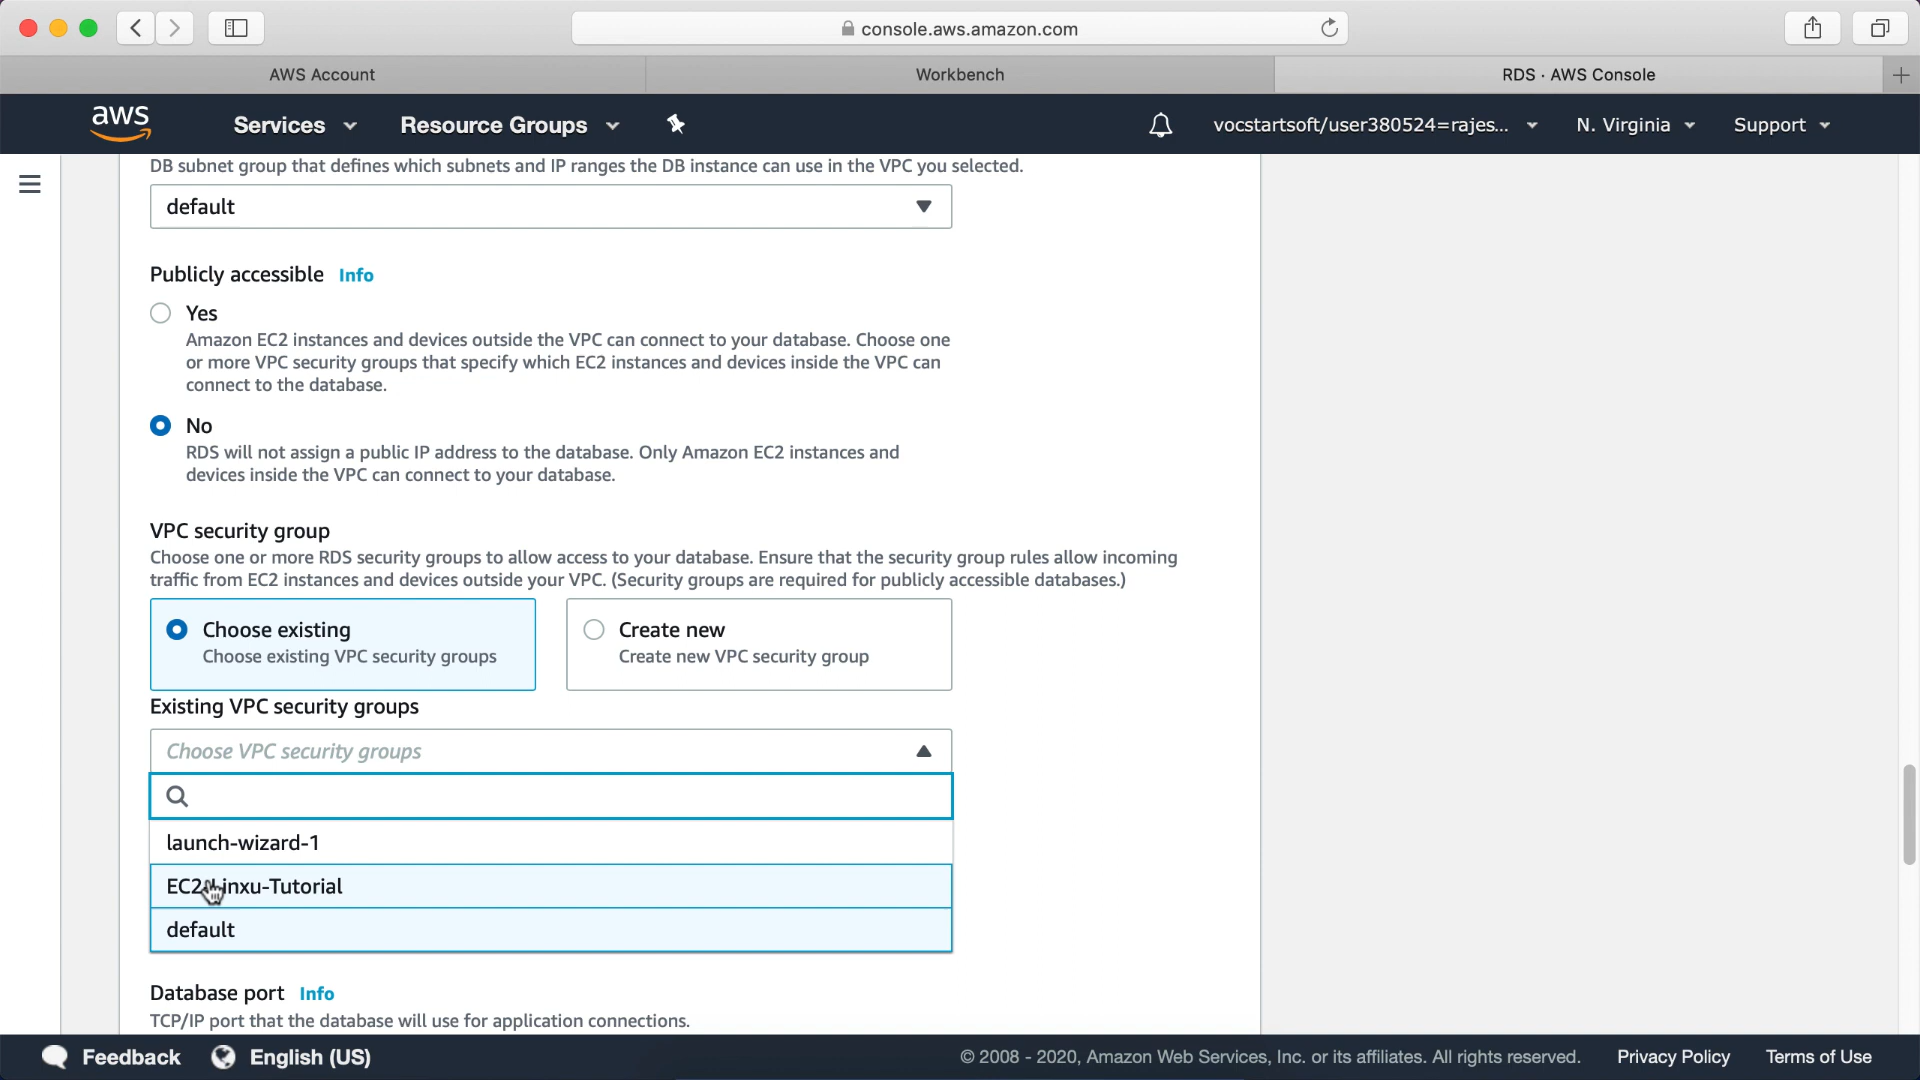 console.aws.amazon.com
AWS Account
Workbench
RDS · AWS Console
aws
Services
Resource Groups
vocstartsoft/user380524=rajes...
N. Virginia
Support
DB subnet group that defines which subnets and IP ranges the DB instance can use in the VPC you selected.
default
Publicly accessible Info
Yes
Amazon EC2 instances and devices outside the VPC can connect to your database. Choose one
or more VPC security groups that specify which EC2 instances and devices inside the VPC can
connect to the database.
No
RDS will not assign a public IP address to the database. Only Amazon EC2 instances and
devices inside the VPC can connect to your database.
VPC security group
Choose one or more RDS security groups to allow access to your database. Ensure that the security group rules allow incoming
traffic from EC2 instances and devices outside your VPC. (Security groups are required for publicly accessible databases.)
Choose existing
Choose existing VPC security groups
Create new
Create new VPC security group
Existing VPC security groups
Choose VPC security groups
launch-wizard-1
EC2-Linxu-Tutorial
default
Database port Info
TCP/IP port that the database will use for application connections.
Feedback
English (US)
© 2008 - 2020, Amazon Web Services, Inc. or its affiliates. All rights reserved.
Privacy Policy
Terms of Use